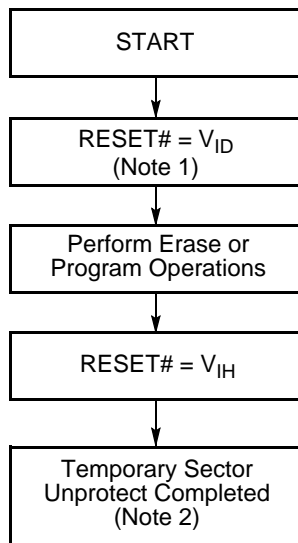 START
RESET# = VID
(Note 1)
Perform Erase or
Program Operations
RESET# = VIH
Temporary Sector
Unprotect Completed
(Note 2)